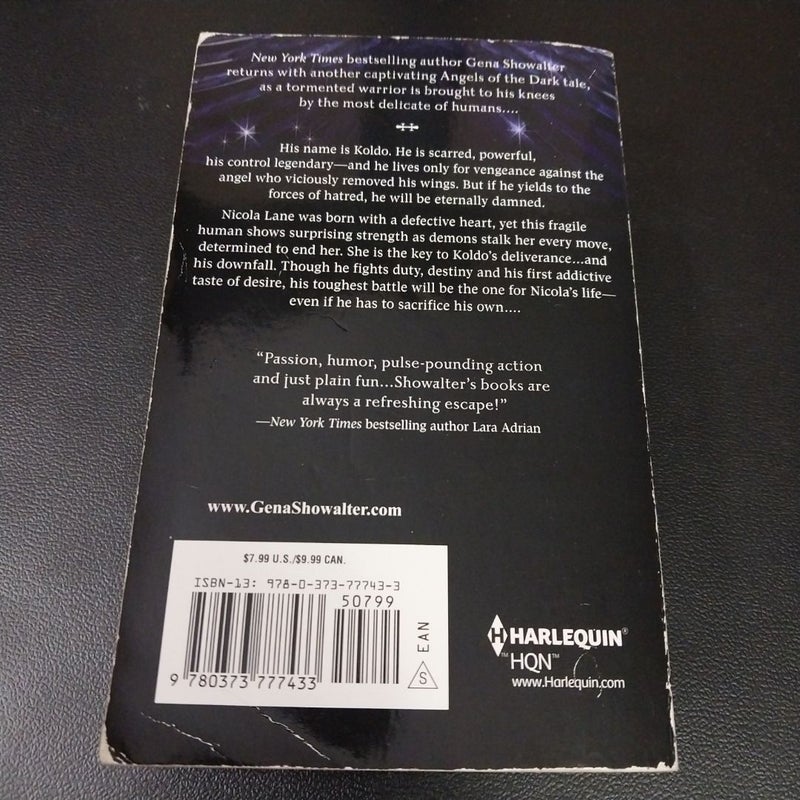 New York Times bestselling author Gena Showalter
returns with another captivating Angels of the Dark tale,
as a tormented warrior is brought to his knees
by the most delicate of humans....
His name is Koldo. He is scarred, powerful,
his control legendary—and he lives only for vengeance against the
angel who viciously removed his wings. But if he yields to the
forces of hatred, he will be eternally damned.
Nicola Lane was born with a defective heart, yet this fragile
human shows surprising strength as demons stalk her every move,
determined to end her. She is the key to Koldo's deliverance...and
his downfall. Though he fights duty, destiny and his first addictive
taste of desire, his toughest battle will be the one for Nicola's life—
even if he has to sacrifice his own....
“Passion, humor, pulse-pounding action
and just plain fun...Showalter's books are
always a refreshing escape!”
—New York Times bestselling author Lara Adrian
www.GenaShowalter.com
$7.99 U.S./$9.99 CAN.
ISBN-13: 978-0-373-77743-3
50799
EAN
S
9 780373 777433
H HARLEQUIN®
™HQN™
www.Harlequin.com